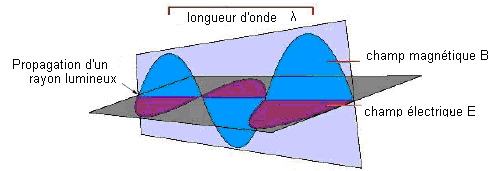 longueur d'onde λ
champ magnétique B
Propagation d'un
rayon lumineux
champ électrique E